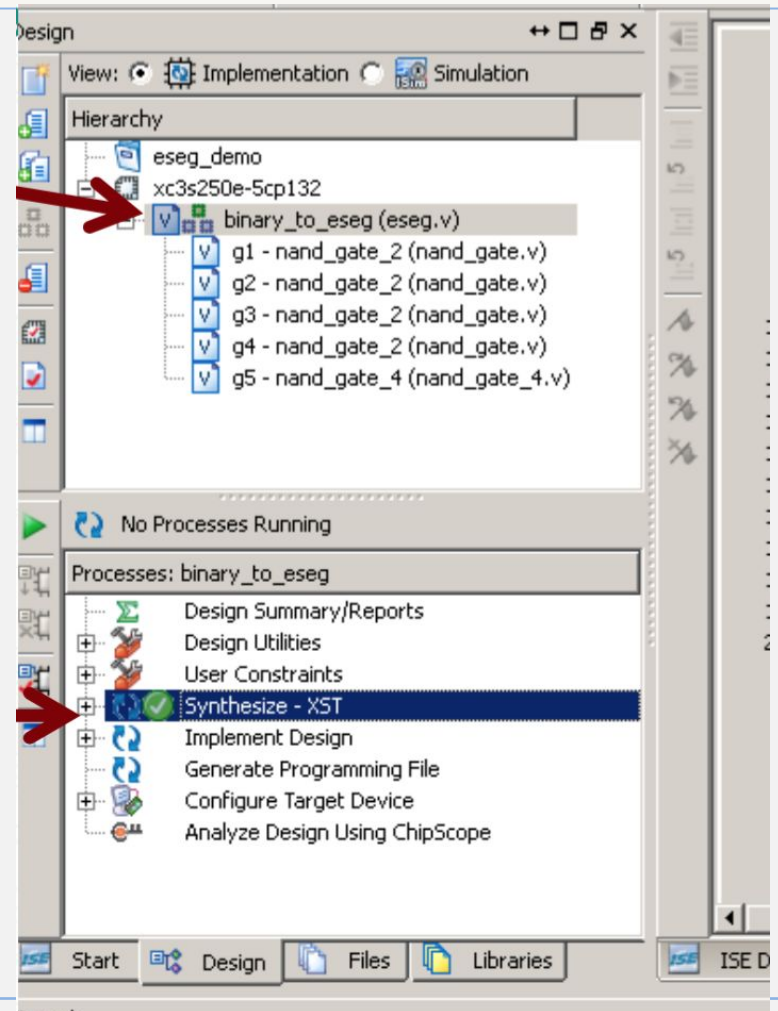 Design
View: Implementation Simulation
Hierarchy
eseg_demo
xc3s250e-5cp132
binary_to_eseg (eseg.v)
g1 - nand_gate_2 (nand_gate.v)
g2 - nand_gate_2 (nand_gate.v)
g3 - nand_gate_2 (nand_gate.v)
g4 - nand_gate_2 (nand_gate.v)
g5 - nand_gate_4 (nand_gate_4.v)
No Processes Running
Processes: binary_to_eseg
Design Summary/Reports
Design Utilities
User Constraints
Synthesize - XST
Implement Design
Generate Programming File
Configure Target Device
Analyze Design Using ChipScope
Start Design Files Libraries
ISE D